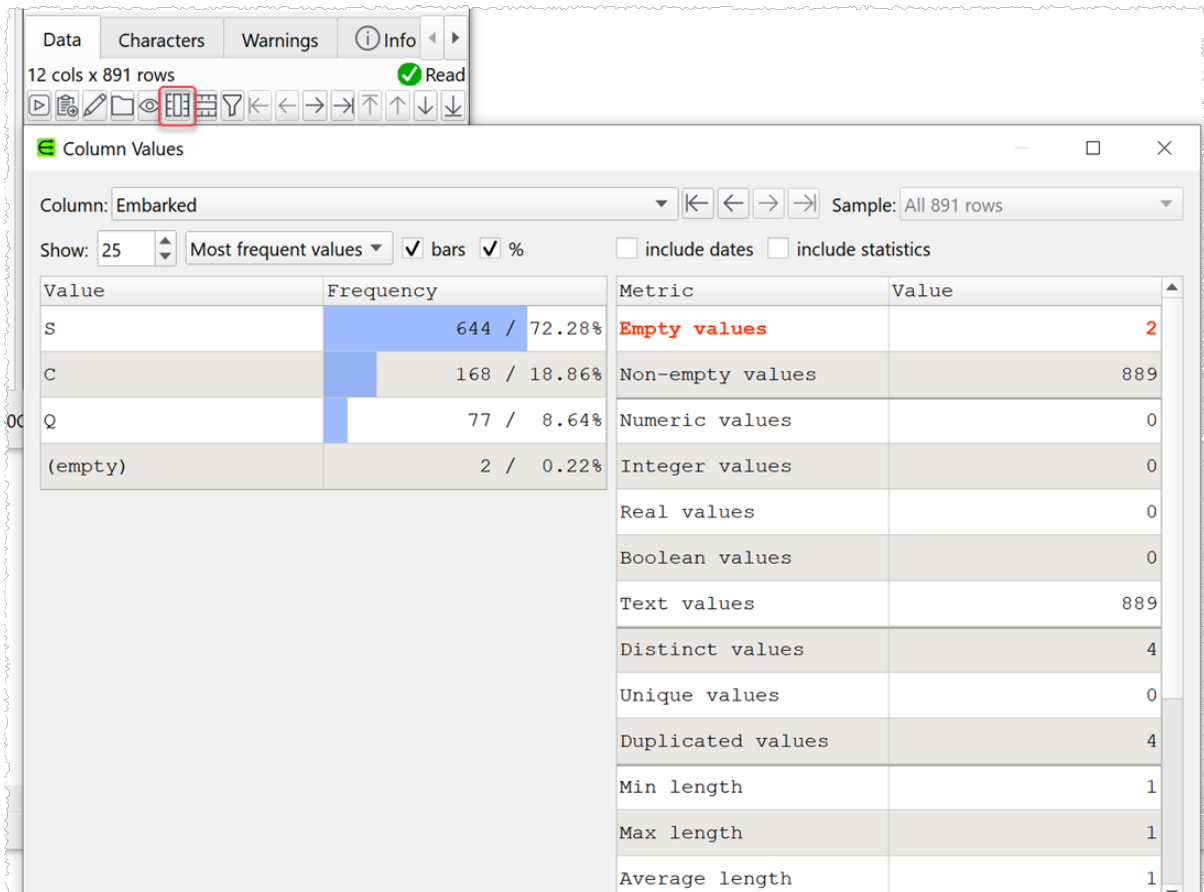 Data Characters Warnings Info
12 cols x 891 rows Read
Column Values
Column: Embarked Sample: All 891 rows
Show: 25 Most frequent values bars % include dates include statistics
Value Frequency Metric Value
S 644 / 72.28% Empty values 2
C 168 / 18.86% Non-empty values 889
Q 77 / 8.64% Numeric values 0
(empty) 2 / 0.22% Integer values 0
Real values 0
Boolean values 0
Text values 889
Distinct values 4
Unique values 0
Duplicated values 4
Min length 1
Max length 1
Average length 1